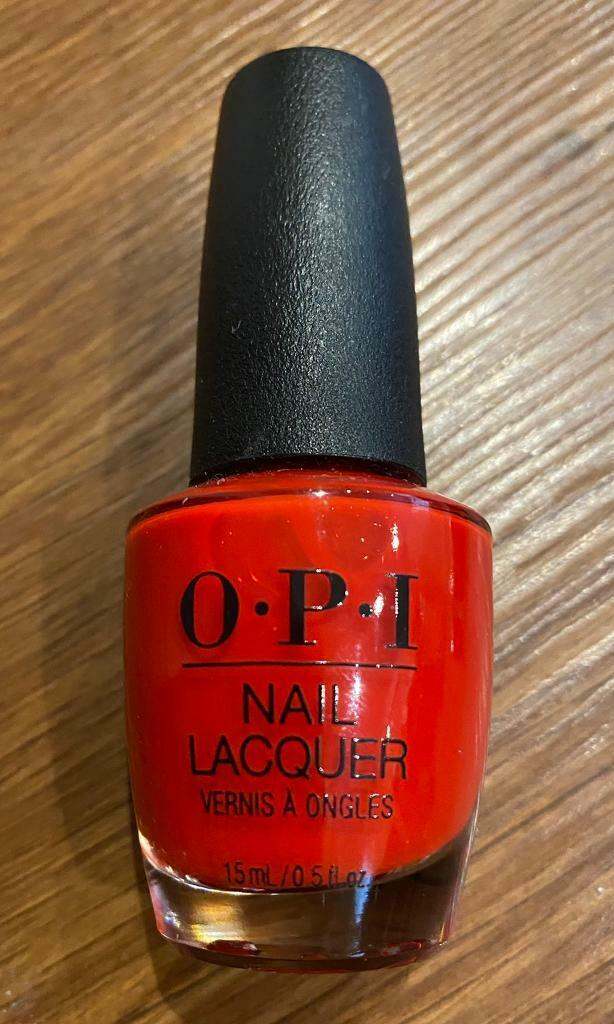 O·P·I
NAIL
LACQUER
VERNIS À ONGLES
15 mL / 0.5 fl.oz.